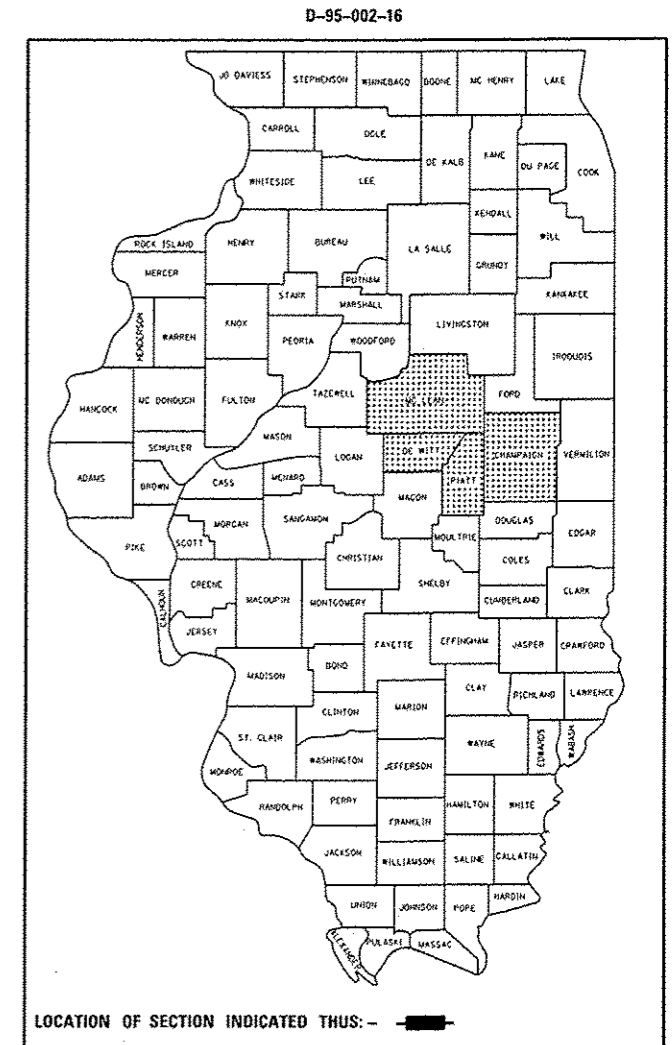 D-95-002-16
JO DAVIESS STEPHENSON WINNEBAGO BOONE MC HENRY LAKE
CARROLL OGLE DE KALB KANE DU PAGE COOK
WHITESIDE LEE
KENDALL
ROCK ISLAND HENRY BUREAU LA SALLE GRUNDY WILL
MERCER PUTNAM KANKAKEE
STARK MARSHALL
HENDERSON WARREN KNOX PEORIA WOODFORD LIVINGSTON IROQUOIS
HANCOCK MC DONOUGH FULTON TAZEWELL MC LEAN FORD
MASON
SCHUYLER LOGAN DE WITT CHAMPAIGN VERMILION
ADAMS BROWN CASS MENARD MACON PIATT
MORGAN SANGAMON DOUGLAS EDGAR
PIKE SCOTT CHRISTIAN MOULTRIE COLES
GREENE SHELBY CLARK
CALHOUN MACOUPIN MONTGOMERY CUMBERLAND
JERSEY FAYETTE EFFINGHAM JASPER CRAWFORD
MADISON BOND CLAY RICHLAND LAWRENCE
CLINTON MARION
ST. CLAIR WAYNE EDWARDS WABASH
MONROE WASHINGTON JEFFERSON
RANDOLPH PERRY HAMILTON WHITE
FRANKLIN
JACKSON WILLIAMSON SALINE GALLATIN
UNION JOHNSON POPE HARDIN
ALEXANDER PULASKI MASSAC
LOCATION OF SECTION INDICATED THUS: -